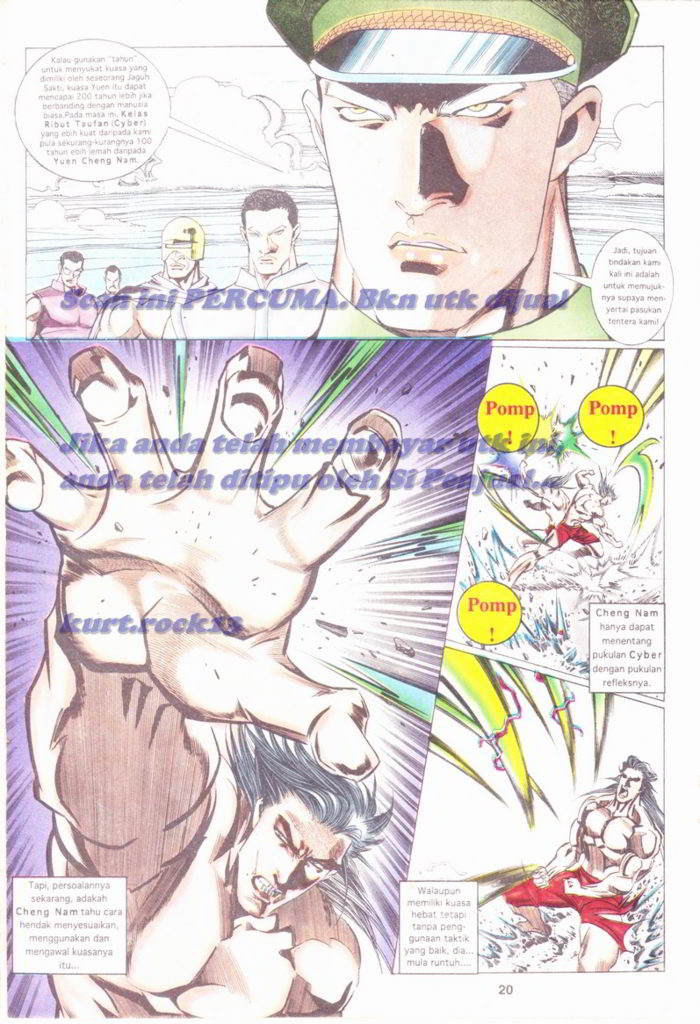 Kalau gunakan "tahun"
untuk menyukat kuasa yang
dimiliki oleh seseorang Jaguh
Sakti, kuasa Yuen itu dapat
mencapai 200 tahun lebih jika
berbanding dengan manusia
biasa.Pada masa ini, Kelas
Ribut Taufan (Cyber)
yang ebih kuat daripada kami
pula sekurang-kurangnya 100
tahun ebih lemah daripada
Yuen Cheng Nam.
Jadi, tujuan
tindakan kami
kali ini adalah
untuk memujuk-
nya supaya men-
yertai pasukan
tentera kami!
Scan ini PERCUMA. Bkn utk dijual
Jika anda telah membayar utk ini,
anda telah ditipu oleh Si Penjual...
kurt.rock13
Pomp
!
Pomp
!
Pomp
!
Cheng Nam
hanya dapat
menentang
pukulan Cyber
dengan pukulan
refleksnya.
Tapi, persoalannya
sekarang, adakah
Cheng Nam tahu cara
hendak menyesuaikan,
menggunakan dan
mengawal kuasanya
itu...
Walaupun
memiliki kuasa
hebat tetapi
tanpa peng-
gunaan taktik
yang baik, dia...
mula runtuh....
20